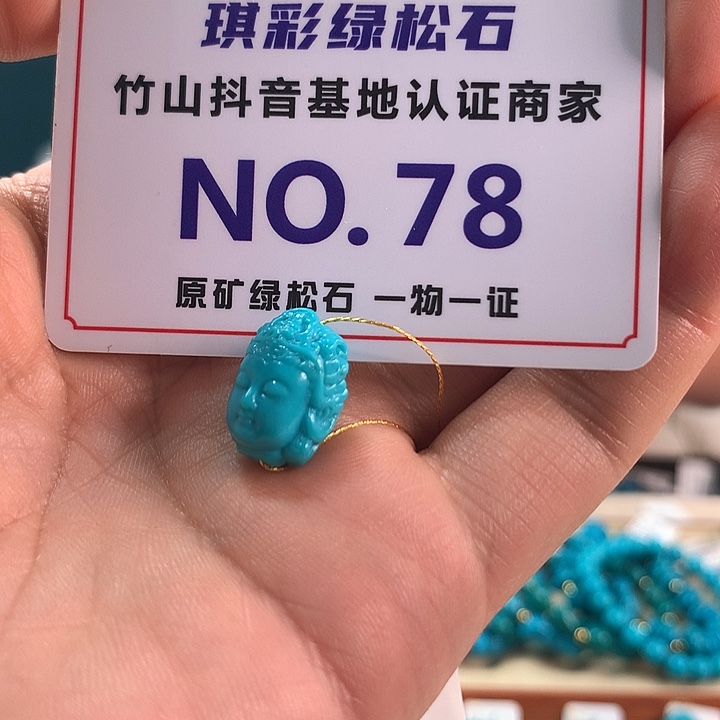 琪彩绿松石
竹山抖音基地认证商家
NO.78
原矿绿松石 一物一证